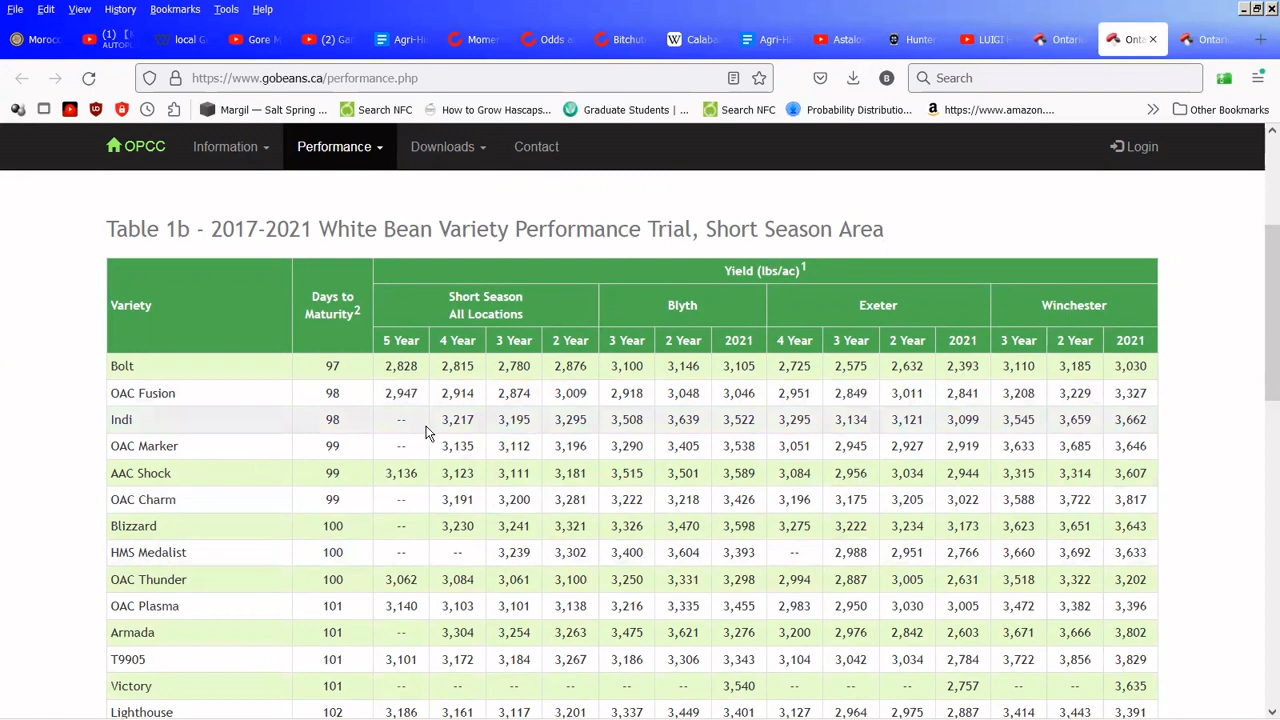 File Edit View History Bookmarks Tools Help
Moroc (1) [ AUTOPL local G Gore M (2) Ga Agri-Hi Mome Odds a Bitchut Calaba Agri-Hi Astalos Hunter LUIGI H Ontari Onta Ontari
https://www.gobeans.ca/performance.php Search
Margil — Salt Spring ... Search NFC How to Grow Hascaps... Graduate Students | ... Search NFC Probability Distributio... https://www.amazon.... Other Bookmarks
OPCC Information Performance Downloads Contact Login
Table 1b - 2017-2021 White Bean Variety Performance Trial, Short Season Area
Yield (lbs/ac)1
Variety Days to Maturity2 Short Season All Locations Blyth Exeter Winchester
5 Year 4 Year 3 Year 2 Year 3 Year 2 Year 2021 4 Year 3 Year 2 Year 2021 3 Year 2 Year 2021
Bolt 97 2,828 2,815 2,780 2,876 3,100 3,146 3,105 2,725 2,575 2,632 2,393 3,110 3,185 3,030
OAC Fusion 98 2,947 2,914 2,874 3,009 2,918 3,048 3,046 2,951 2,849 3,011 2,841 3,208 3,229 3,327
Indi 98 -- 3,217 3,195 3,295 3,508 3,639 3,522 3,295 3,134 3,121 3,099 3,545 3,659 3,662
OAC Marker 99 -- 3,135 3,112 3,196 3,290 3,405 3,538 3,051 2,945 2,927 2,919 3,633 3,685 3,646
AAC Shock 99 3,136 3,123 3,111 3,181 3,515 3,501 3,589 3,084 2,956 3,034 2,944 3,315 3,314 3,607
OAC Charm 99 -- 3,191 3,200 3,281 3,222 3,218 3,426 3,196 3,175 3,205 3,022 3,588 3,722 3,817
Blizzard 100 -- 3,230 3,241 3,321 3,326 3,470 3,598 3,275 3,222 3,234 3,173 3,623 3,651 3,643
HMS Medalist 100 -- -- 3,239 3,302 3,400 3,604 3,393 -- 2,988 2,951 2,766 3,660 3,692 3,633
OAC Thunder 100 3,062 3,084 3,061 3,100 3,250 3,331 3,298 2,994 2,887 3,005 2,631 3,518 3,322 3,202
OAC Plasma 101 3,140 3,103 3,101 3,138 3,216 3,335 3,455 2,983 2,950 3,030 3,005 3,472 3,382 3,396
Armada 101 -- 3,304 3,254 3,263 3,475 3,621 3,276 3,200 2,976 2,842 2,603 3,671 3,666 3,802
T9905 101 3,101 3,172 3,184 3,267 3,186 3,306 3,343 3,104 3,042 3,034 2,784 3,722 3,856 3,829
Victory 101 -- -- -- -- -- -- 3,540 -- -- -- 2,757 -- -- 3,635
Lighthouse 102 3,186 3,161 3,117 3,201 3,337 3,449 3,401 3,127 2,964 2,975 2,887 3,414 3,443 3,391